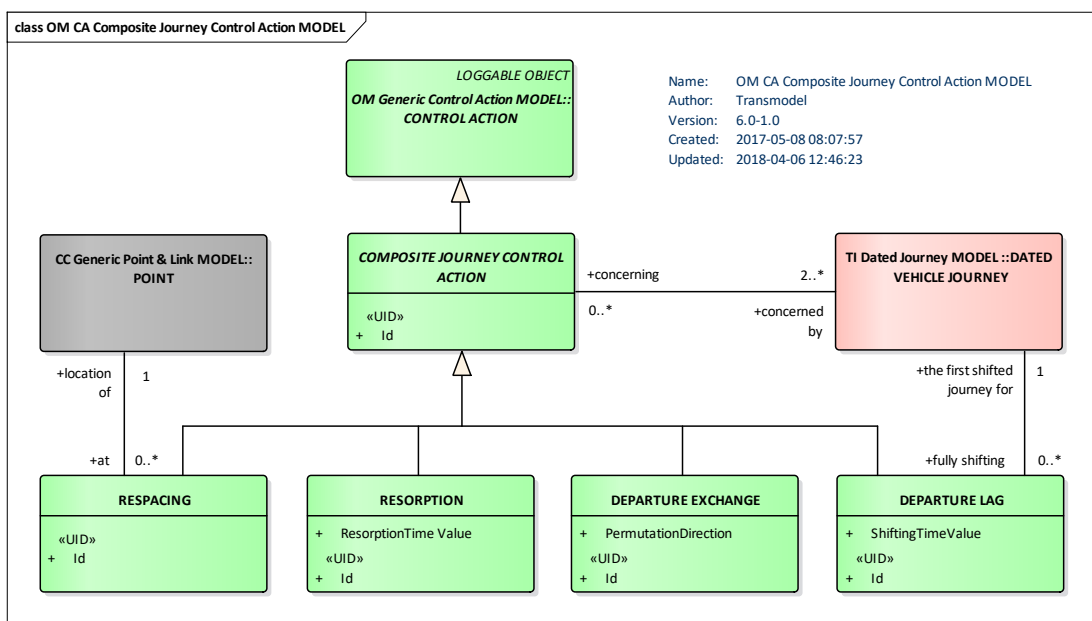 class OM CA Composite Journey Control Action MODEL
LOGGABLE OBJECT
OM Generic Control Action MODEL::
CONTROL ACTION
Name: OM CA Composite Journey Control Action MODEL
Author: Transmodel
Version: 6.0-1.0
Created: 2017-05-08 08:07:57
Updated: 2018-04-06 12:46:23
CC Generic Point & Link MODEL::
POINT
COMPOSITE JOURNEY CONTROL
ACTION
«UID»
+ Id
+concerning
0..*
2..*
+concerned
by
TI Dated Journey MODEL ::DATED
VEHICLE JOURNEY
+location
of
1
+at
0..*
+the first shifted
journey for
1
+fully shifting
0..*
RESPACING
«UID»
+ Id
RESORPTION
+ ResorptionTime Value
«UID»
+ Id
DEPARTURE EXCHANGE
+ PermutationDirection
«UID»
+ Id
DEPARTURE LAG
+ ShiftingTimeValue
«UID»
+ Id